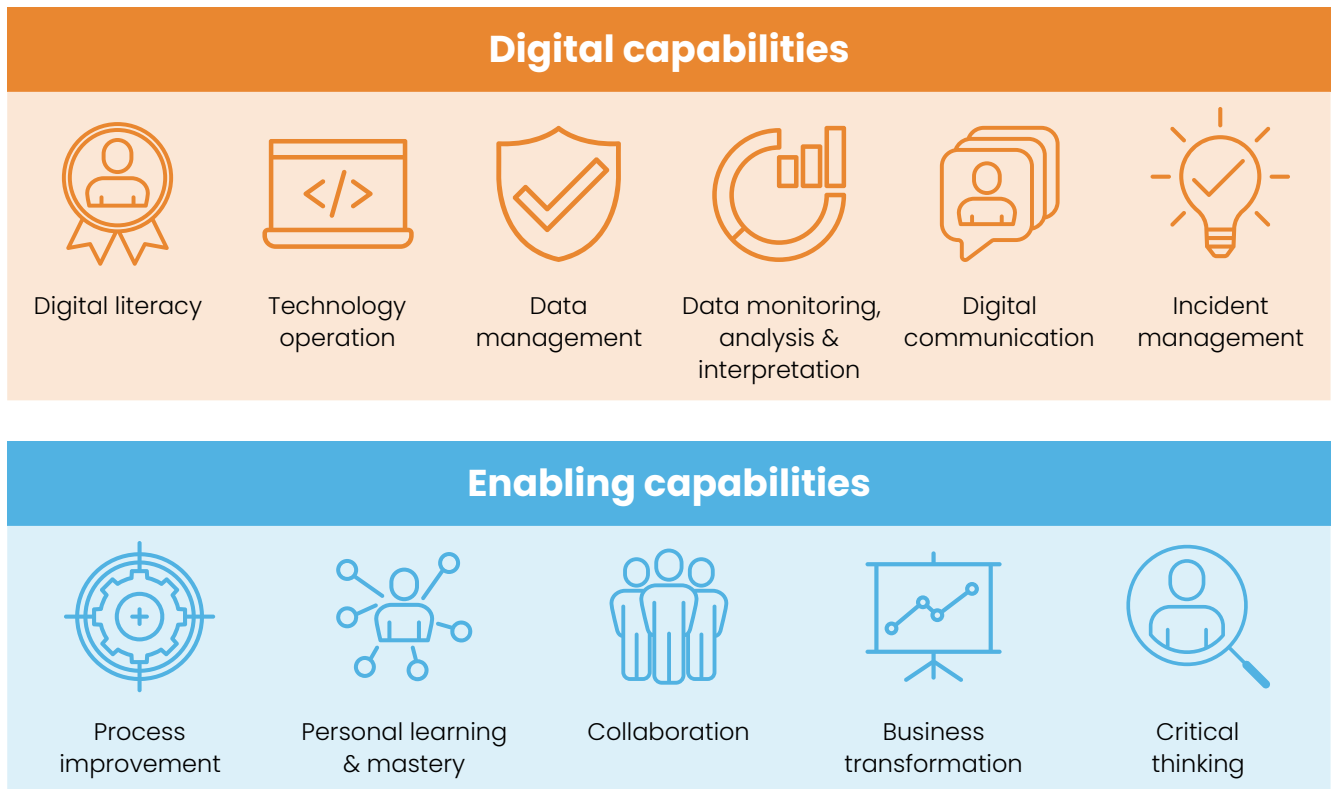 Digital capabilities
Digital literacy
Technology
operation
Data
management
Data monitoring,
analysis &
interpretation
Digital
communication
Incident
management
Enabling capabilities
Process
improvement
Personal learning
& mastery
Collaboration
Business
transformation
Critical
thinking